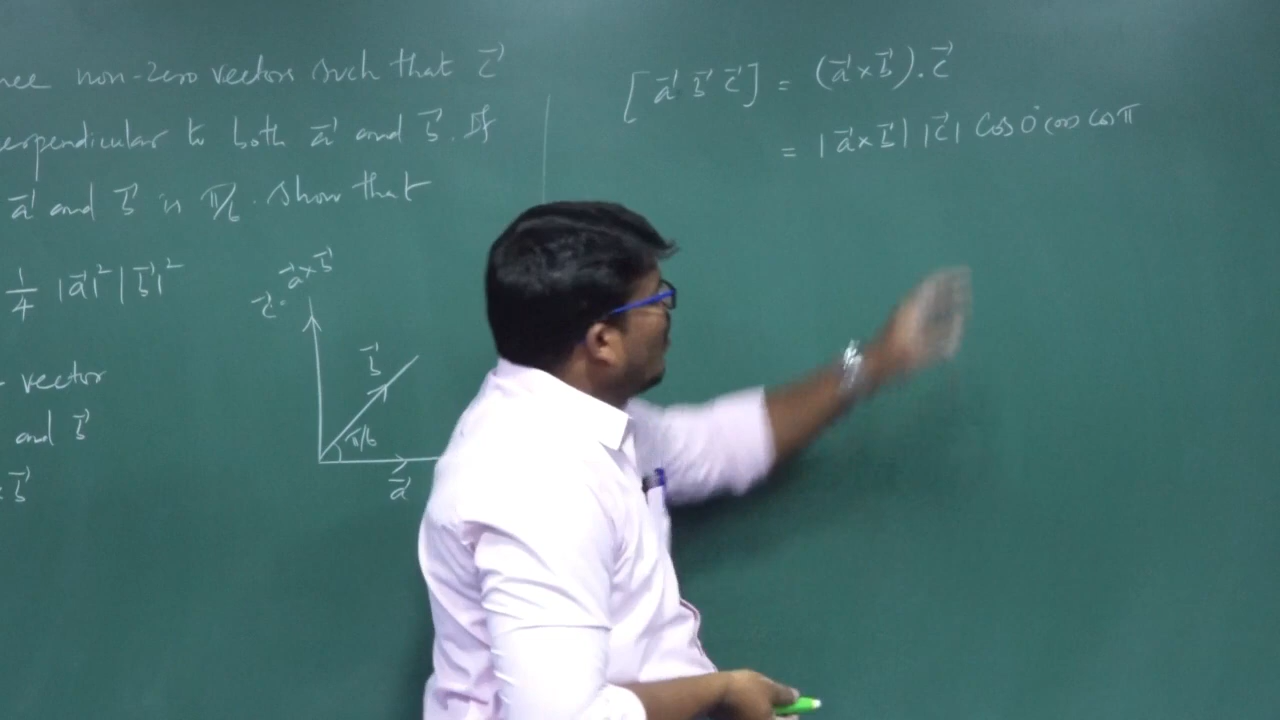 non-zero vectors such that c⃗
perpendicular to both a⃗ and b⃗. If
a⃗ and b⃗ is π/6. Show that
1/4 |a⃗|² |b⃗|²
vector
and b⃗
b⃗
a⃗×b⃗
c⃗
b⃗
π/6
a⃗
[a⃗ b⃗ c⃗] = (a⃗×b⃗).c⃗
= |a⃗×b⃗| |c⃗| Cos 0° cos π